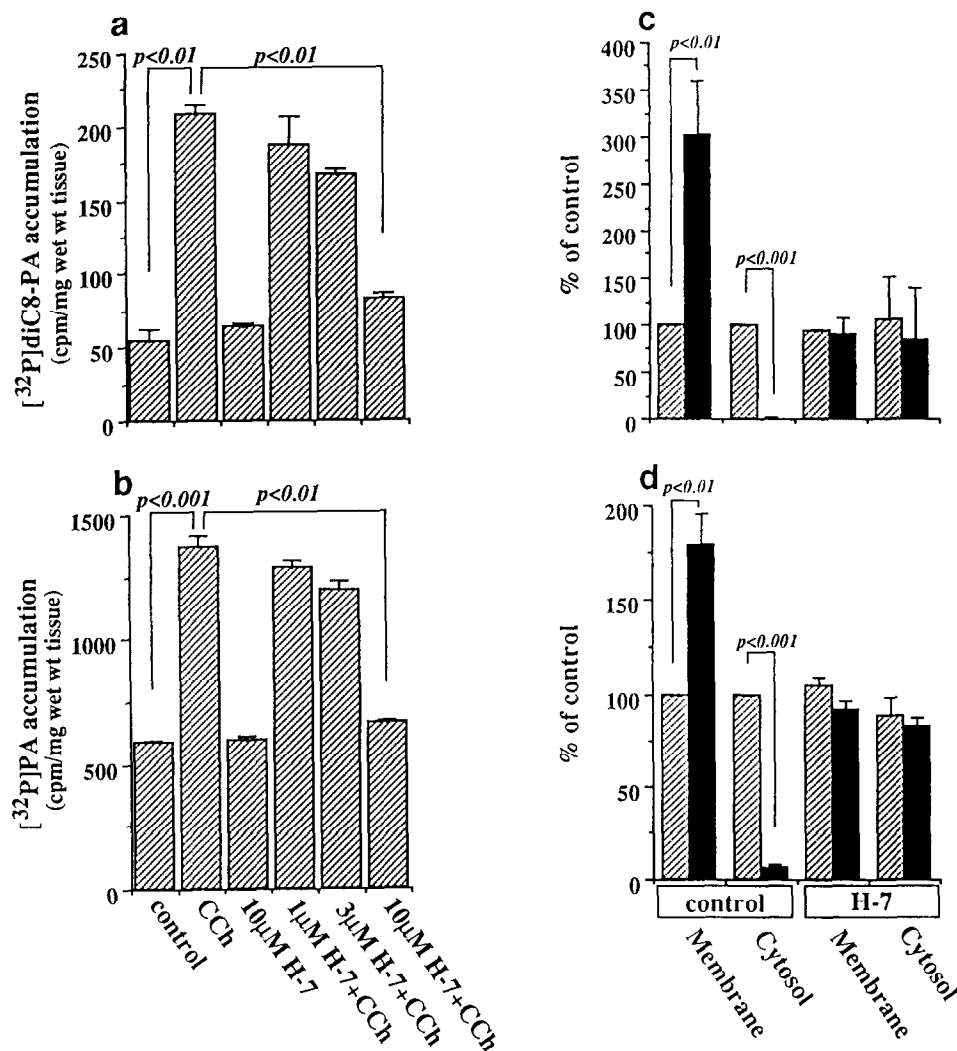 a
p<0.01
p<0.01
250
200
150
100
50
0
[32P]diC8-PA accumulation
(cpm/mg wet wt tissue)
b
p<0.001
p<0.01
1500
1000
500
0
[32P]PA accumulation
(cpm/mg wet wt tissue)
control
CCh
10μM H-7
1μM H-7+CCh
3μM H-7+CCh
10μM H-7+CCh
c
p<0.01
p<0.001
400
350
300
250
200
150
100
50
0
% of control
d
p<0.01
p<0.001
200
150
100
50
0
% of control
control
H-7
Membrane
Cytosol
Membrane
Cytosol